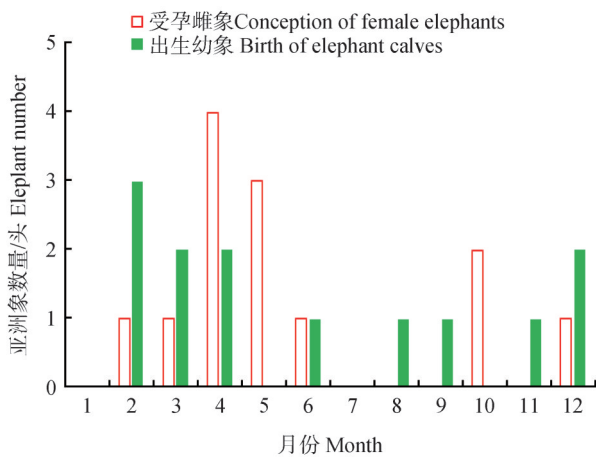 受孕雌象Conception of female elephants
出生幼象 Birth of elephant calves
亚洲象数量/头 Eleplant number
5
4
3
2
1
0
1 2 3 4 5 6 7 8 9 10 11 12
月份 Month